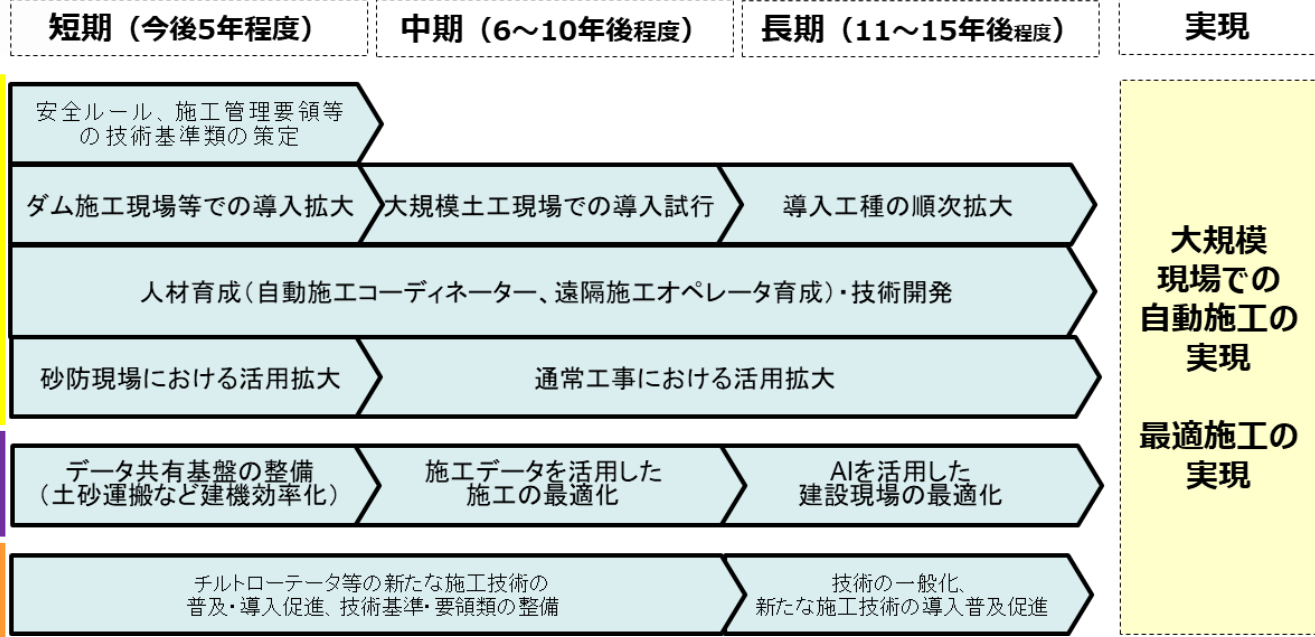 短期（今後5年程度）
中期（6～10年後程度）
長期（11～15年後程度）
実現
安全ルール、施工管理要領等
の技術基準類の策定
ダム施工現場等での導入拡大
大規模土工現場での導入試行
導入工種の順次拡大
人材育成（自動施工コーディネーター、遠隔施工オペレータ育成）・技術開発
砂防現場における活用拡大
通常工事における活用拡大
データ共有基盤の整備
（土砂運搬など建機効率化）
施工データを活用した
施工の最適化
AIを活用した
建設現場の最適化
チルトローテータ等の新たな施工技術の
普及・導入促進、技術基準・要領類の整備
技術の一般化、
新たな施工技術の導入普及促進
大規模
現場での
自動施工の
実現
最適施工の
実現